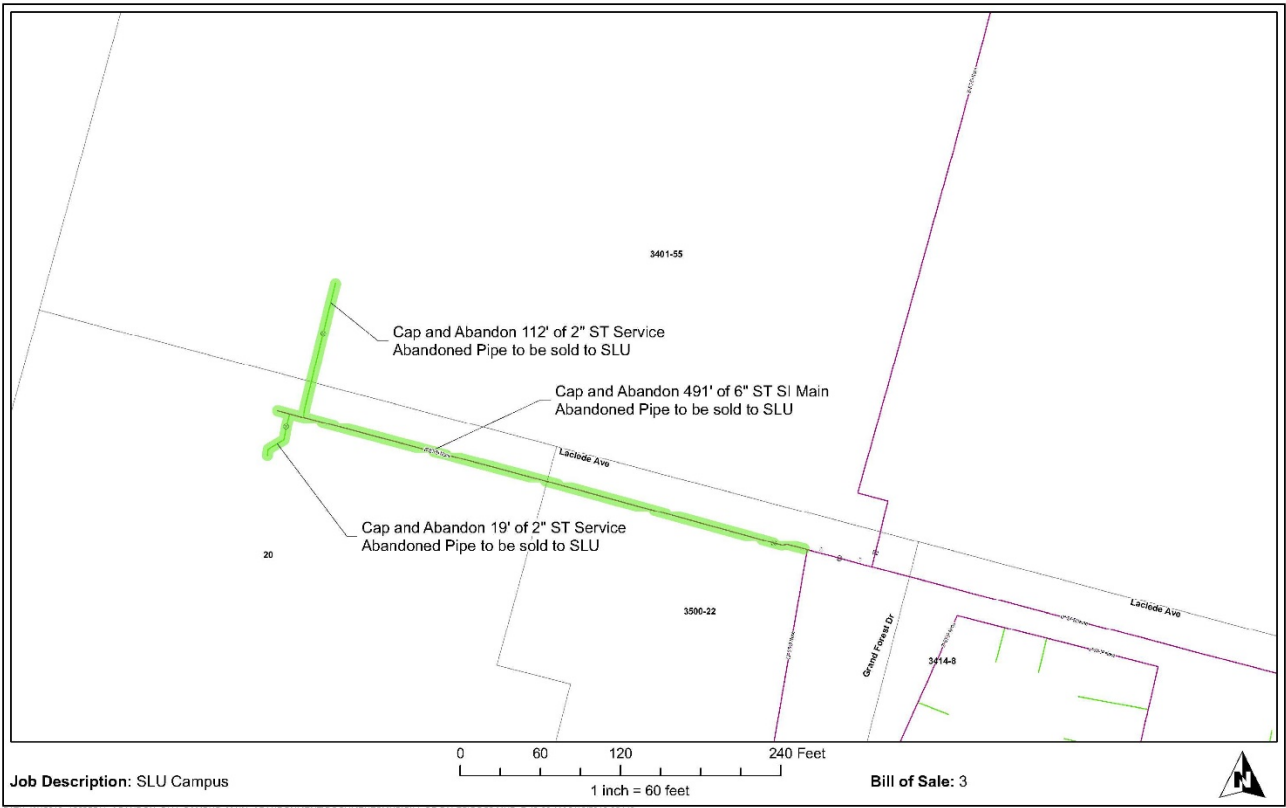 3401-55
Cap and Abandon 112' of 2" ST Service
Abandoned Pipe to be sold to SLU
Cap and Abandon 491' of 6" ST SI Main
Abandoned Pipe to be sold to SLU
Laclede Ave
Cap and Abandon 19' of 2" ST Service
Abandoned Pipe to be sold to SLU
20
3500-22
Laclede Ave
Grand Forest Dr
3414-8
0 60 120 240 Feet
1 inch = 60 feet
Job Description: SLU Campus
Bill of Sale: 3
N